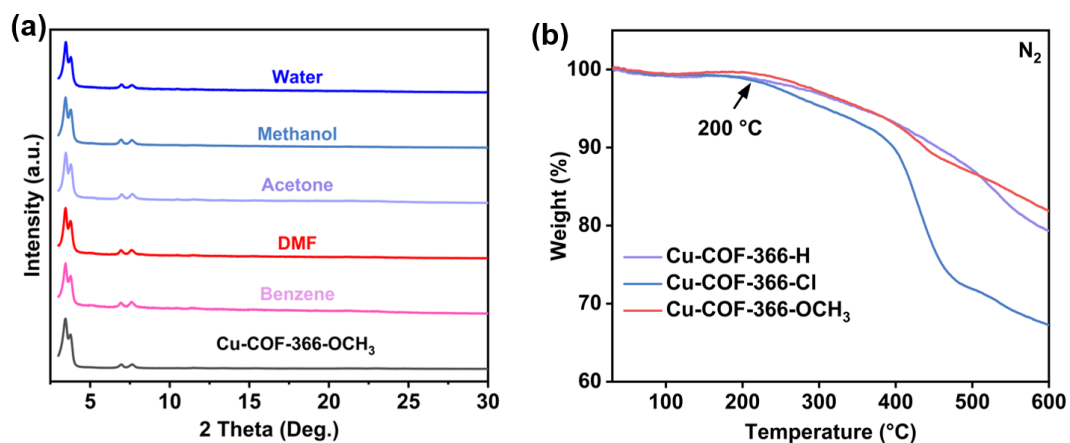 (a)
Water
Methanol
Acetone
DMF
Benzene
Cu-COF-366-OCH₃
Intensity (a.u.)
5 10 15 20 25 30
2 Theta (Deg.)
(b)
N₂
200 °C
Cu-COF-366-H
Cu-COF-366-Cl
Cu-COF-366-OCH₃
Weight (%)
100
90
80
70
60
100 200 300 400 500 600
Temperature (°C)